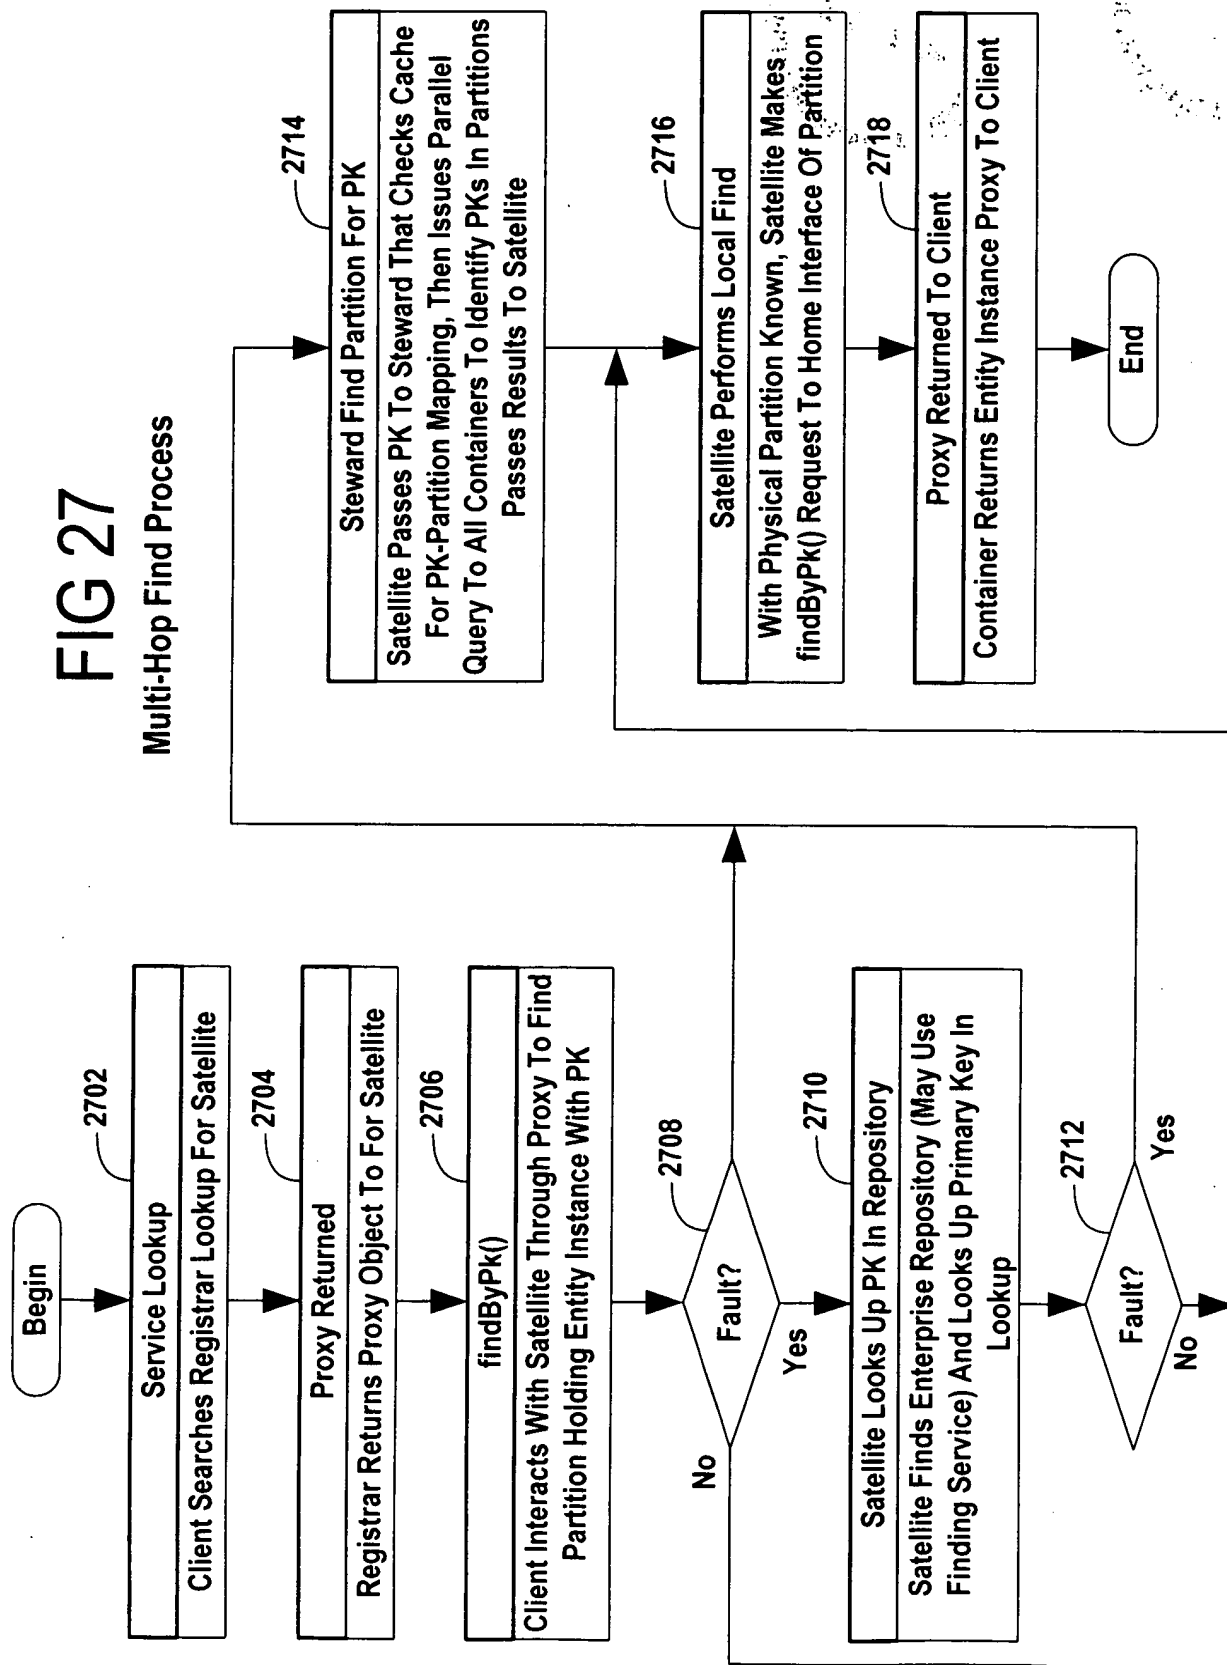 FIG 27
Multi-Hop Find Process
Begin
2702
Service Lookup
Client Searches Registrar Lookup For Satellite
2704
Proxy Returned
Registrar Returns Proxy Object To For Satellite
2706
findByPk()
Client Interacts With Satellite Through Proxy To Find
Partition Holding Entity Instance With PK
2708
Fault?
No
Yes
2710
Satellite Looks Up PK In Repository
Satellite Finds Enterprise Repository (May Use
Finding Service) And Looks Up Primary Key In
Lookup
2712
Fault?
Yes
No
2714
Steward Find Partition For PK
Satellite Passes PK To Steward That Checks Cache
For PK-Partition Mapping, Then Issues Parallel
Query To All Containers To Identify PKs In Partitions
Passes Results To Satellite
2716
Satellite Performs Local Find
With Physical Partition Known, Satellite Makes
findByPk() Request To Home Interface Of Partition
2718
Proxy Returned To Client
Container Returns Entity Instance Proxy To Client
End